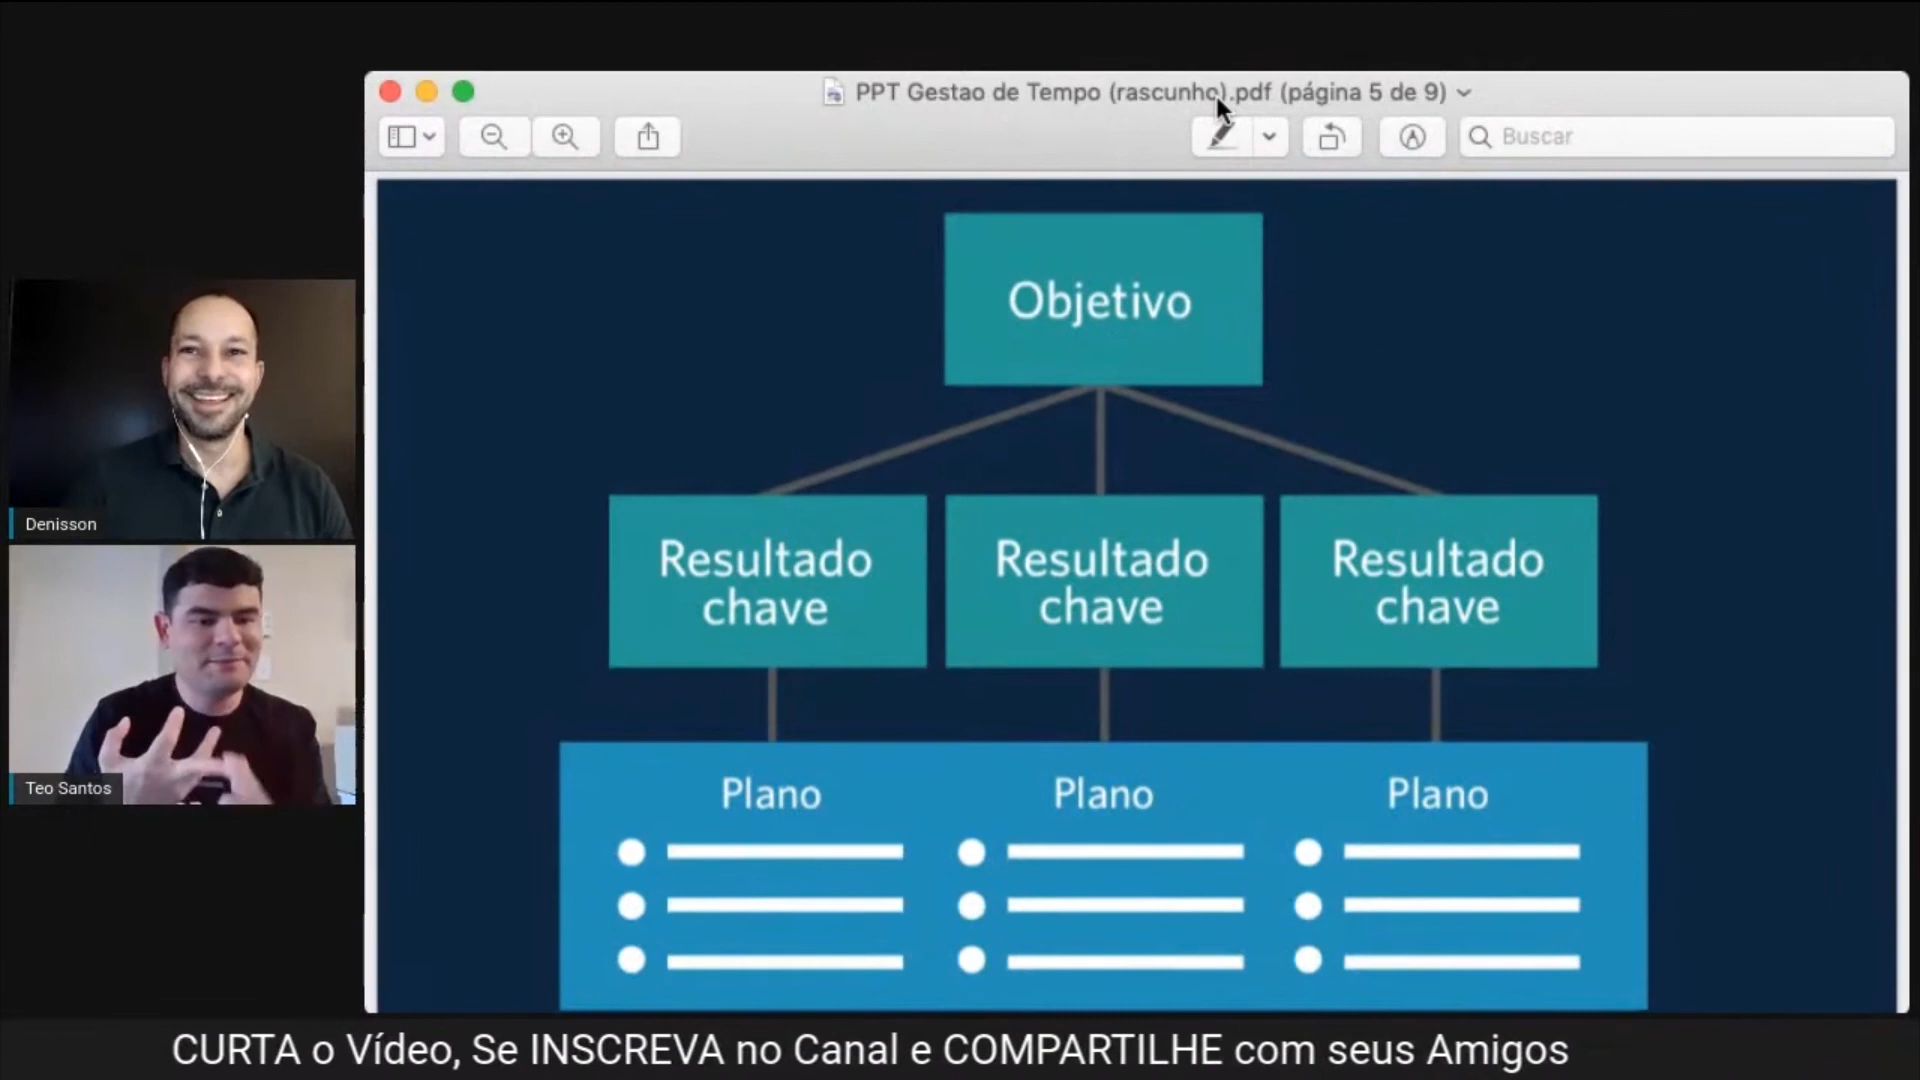 PPT Gestao de Tempo (rascunho).pdf (página 5 de 9)
Buscar
Objetivo
Resultado
chave
Resultado
chave
Resultado
chave
Plano
Plano
Plano
Denisson
Teo Santos
CURTA o Vídeo, Se INSCREVA no Canal e COMPARTILHE com seus Amigos